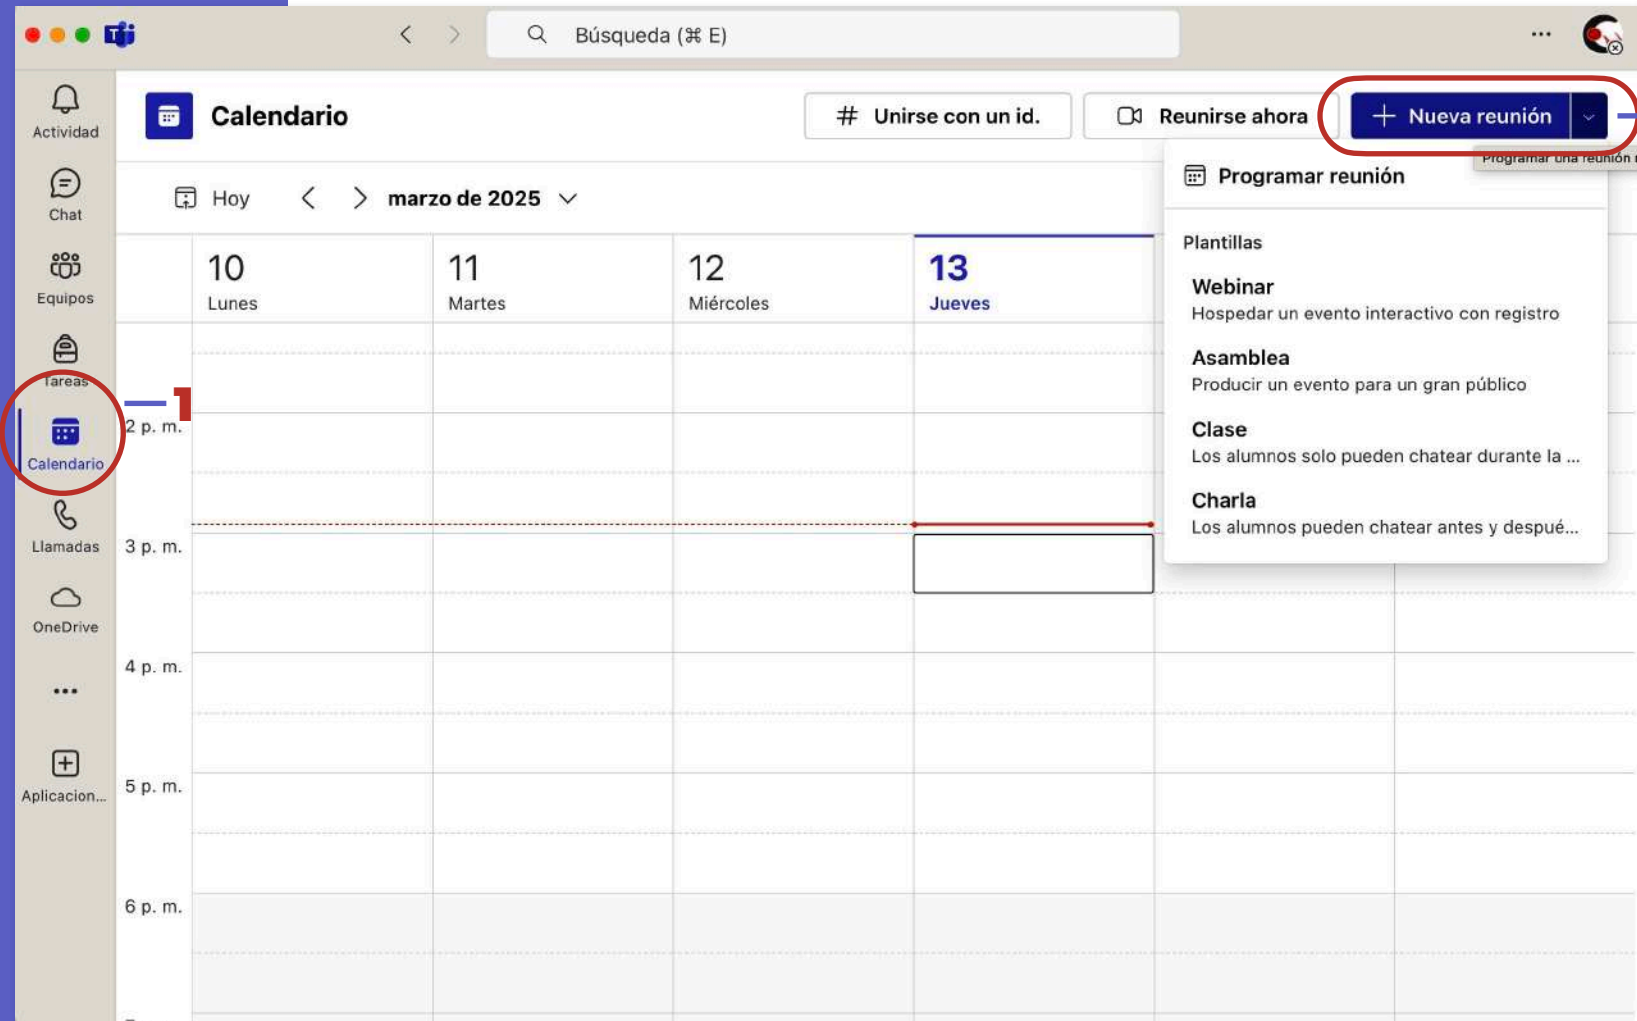 Búsqueda (⌘ E)
Actividad
Chat
Equipos
Tareas
Calendario
Llamadas
OneDrive
Aplicacion...
1
Calendario
# Unirse con un id.
Reunirse ahora
+ Nueva reunión
Programar una reunión
Hoy
marzo de 2025
10
Lunes
11
Martes
12
Miércoles
13
Jueves
2 p. m.
3 p. m.
4 p. m.
5 p. m.
6 p. m.
Programar reunión
Plantillas
Webinar
Hospedar un evento interactivo con registro
Asamblea
Producir un evento para un gran público
Clase
Los alumnos solo pueden chatear durante la ...
Charla
Los alumnos pueden chatear antes y despué...